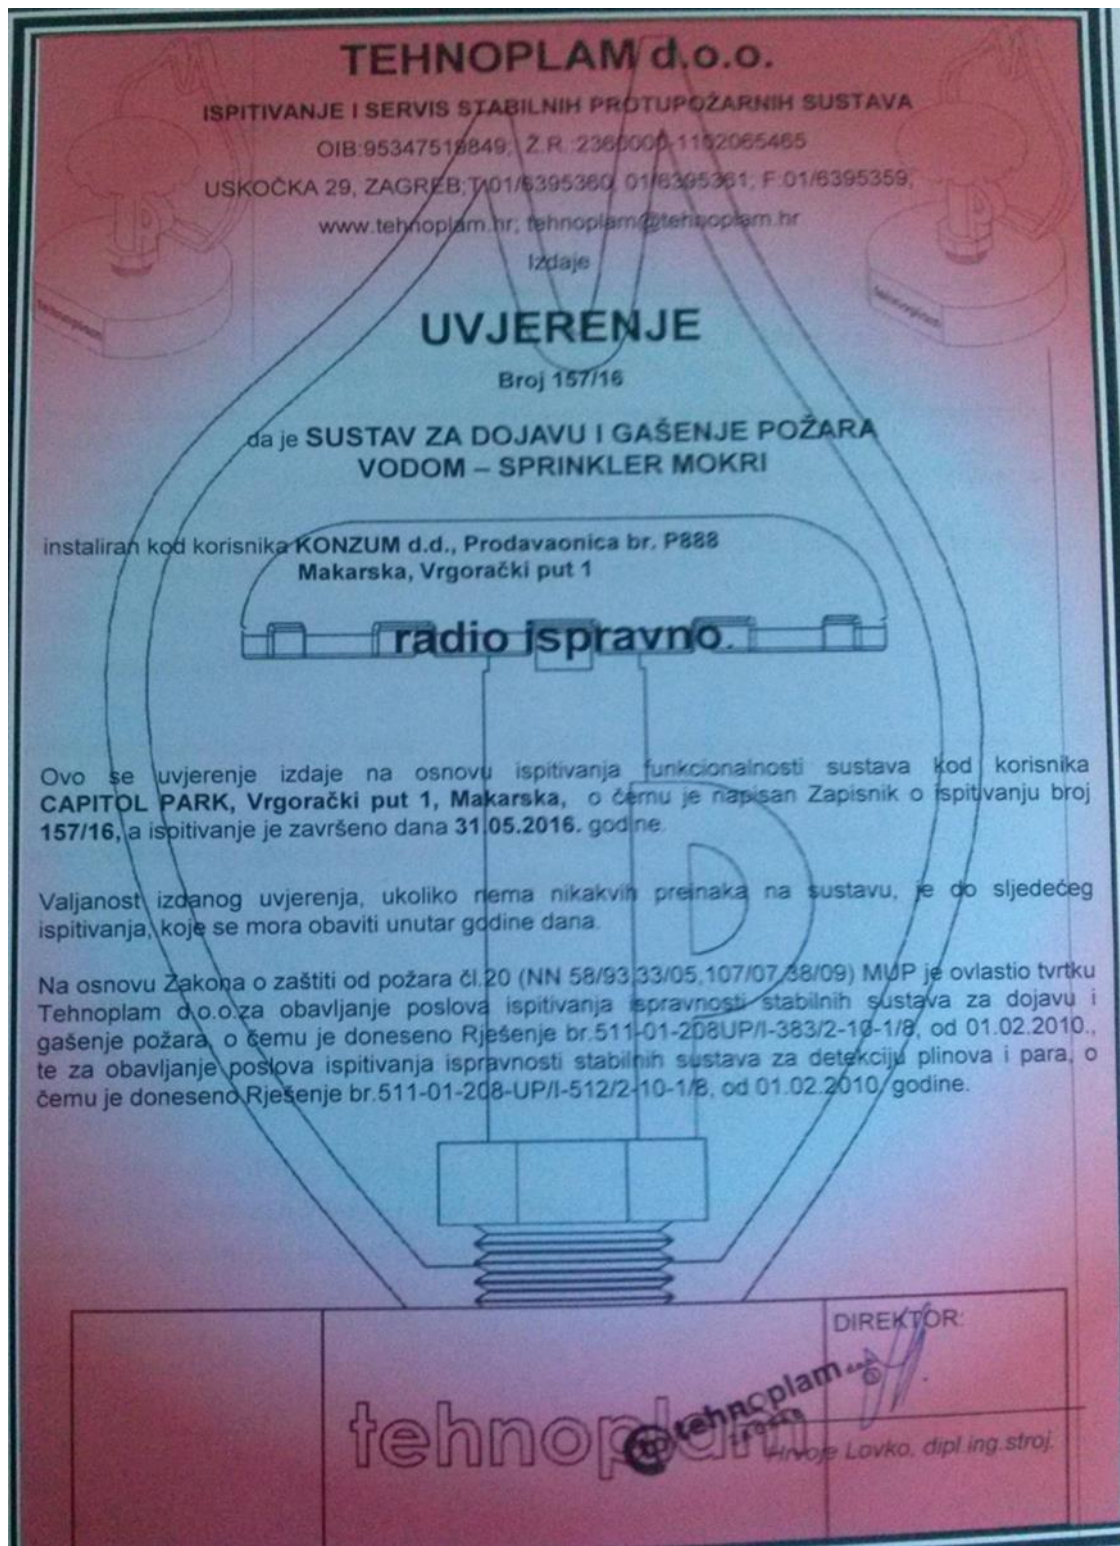 TEHNOPLAM d.o.o.
ISPITIVANJE I SERVIS STABILNIH PROTUPOŽARNIH SUSTAVA
OIB:95347519849; Ž.R.:2360000-1102065465
USKOČKA 29, ZAGREB;T.01/6395360, 01/6395361; F.01/6395359;
www.tehnoplam.hr; tehnoplam@tehnoplam.hr
Izdaje
UVJERENJE
Broj 157/16
da je SUSTAV ZA DOJAVU I GAŠENJE POŽARA
VODOM – SPRINKLER MOKRI
instaliran kod korisnika KONZUM d.d., Prodavaonica br. P888
Makarska, Vrgorački put 1
radio ispravno.
Ovo se uvjerenje izdaje na osnovu ispitivanja funkcionalnosti sustava kod korisnika
CAPITOL PARK, Vrgorački put 1, Makarska, o čemu je napisan Zapisnik o ispitivanju broj
157/16, a ispitivanje je završeno dana 31.05.2016. godine.
Valjanost izdanog uvjerenja, ukoliko nema nikakvih preinaka na sustavu, je do sljedećeg
ispitivanja, koje se mora obaviti unutar godine dana.
Na osnovu Zakona o zaštiti od požara čl.20 (NN 58/93,33/05,107/07,38/09) MUP je ovlastio tvrtku
Tehnoplam d.o.o.za obavljanje poslova ispitivanja ispravnosti stabilnih sustava za dojavu i
gašenje požara, o čemu je doneseno Rješenje br.511-01-208UP/I-383/2-10-1/8, od 01.02.2010.,
te za obavljanje poslova ispitivanja ispravnosti stabilnih sustava za detekciju plinova i para, o
čemu je doneseno Rješenje br.511-01-208-UP/I-512/2-10-1/8, od 01.02.2010. godine.
DIREKTOR:
tehnoplam d.o.o.
ZAGREB
tehnoplam
Hrvoje Lovko, dipl.ing.stroj.